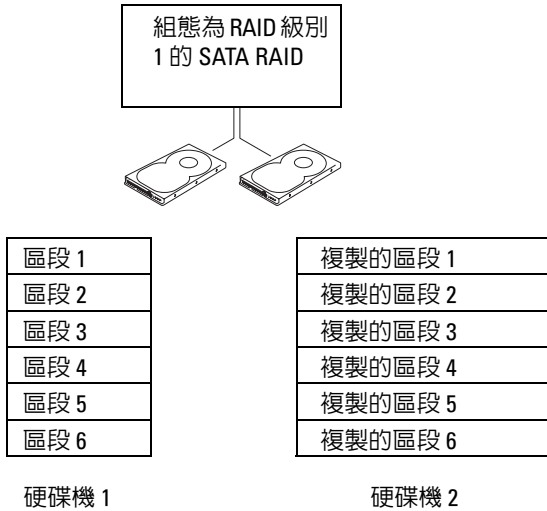 組態為 RAID 級別
1 的 SATA RAID
區段 1
複製的區段 1
區段 2
複製的區段 2
區段 3
複製的區段 3
區段 4
複製的區段 4
區段 5
複製的區段 5
區段 6
複製的區段 6
硬碟機 1
硬碟機 2